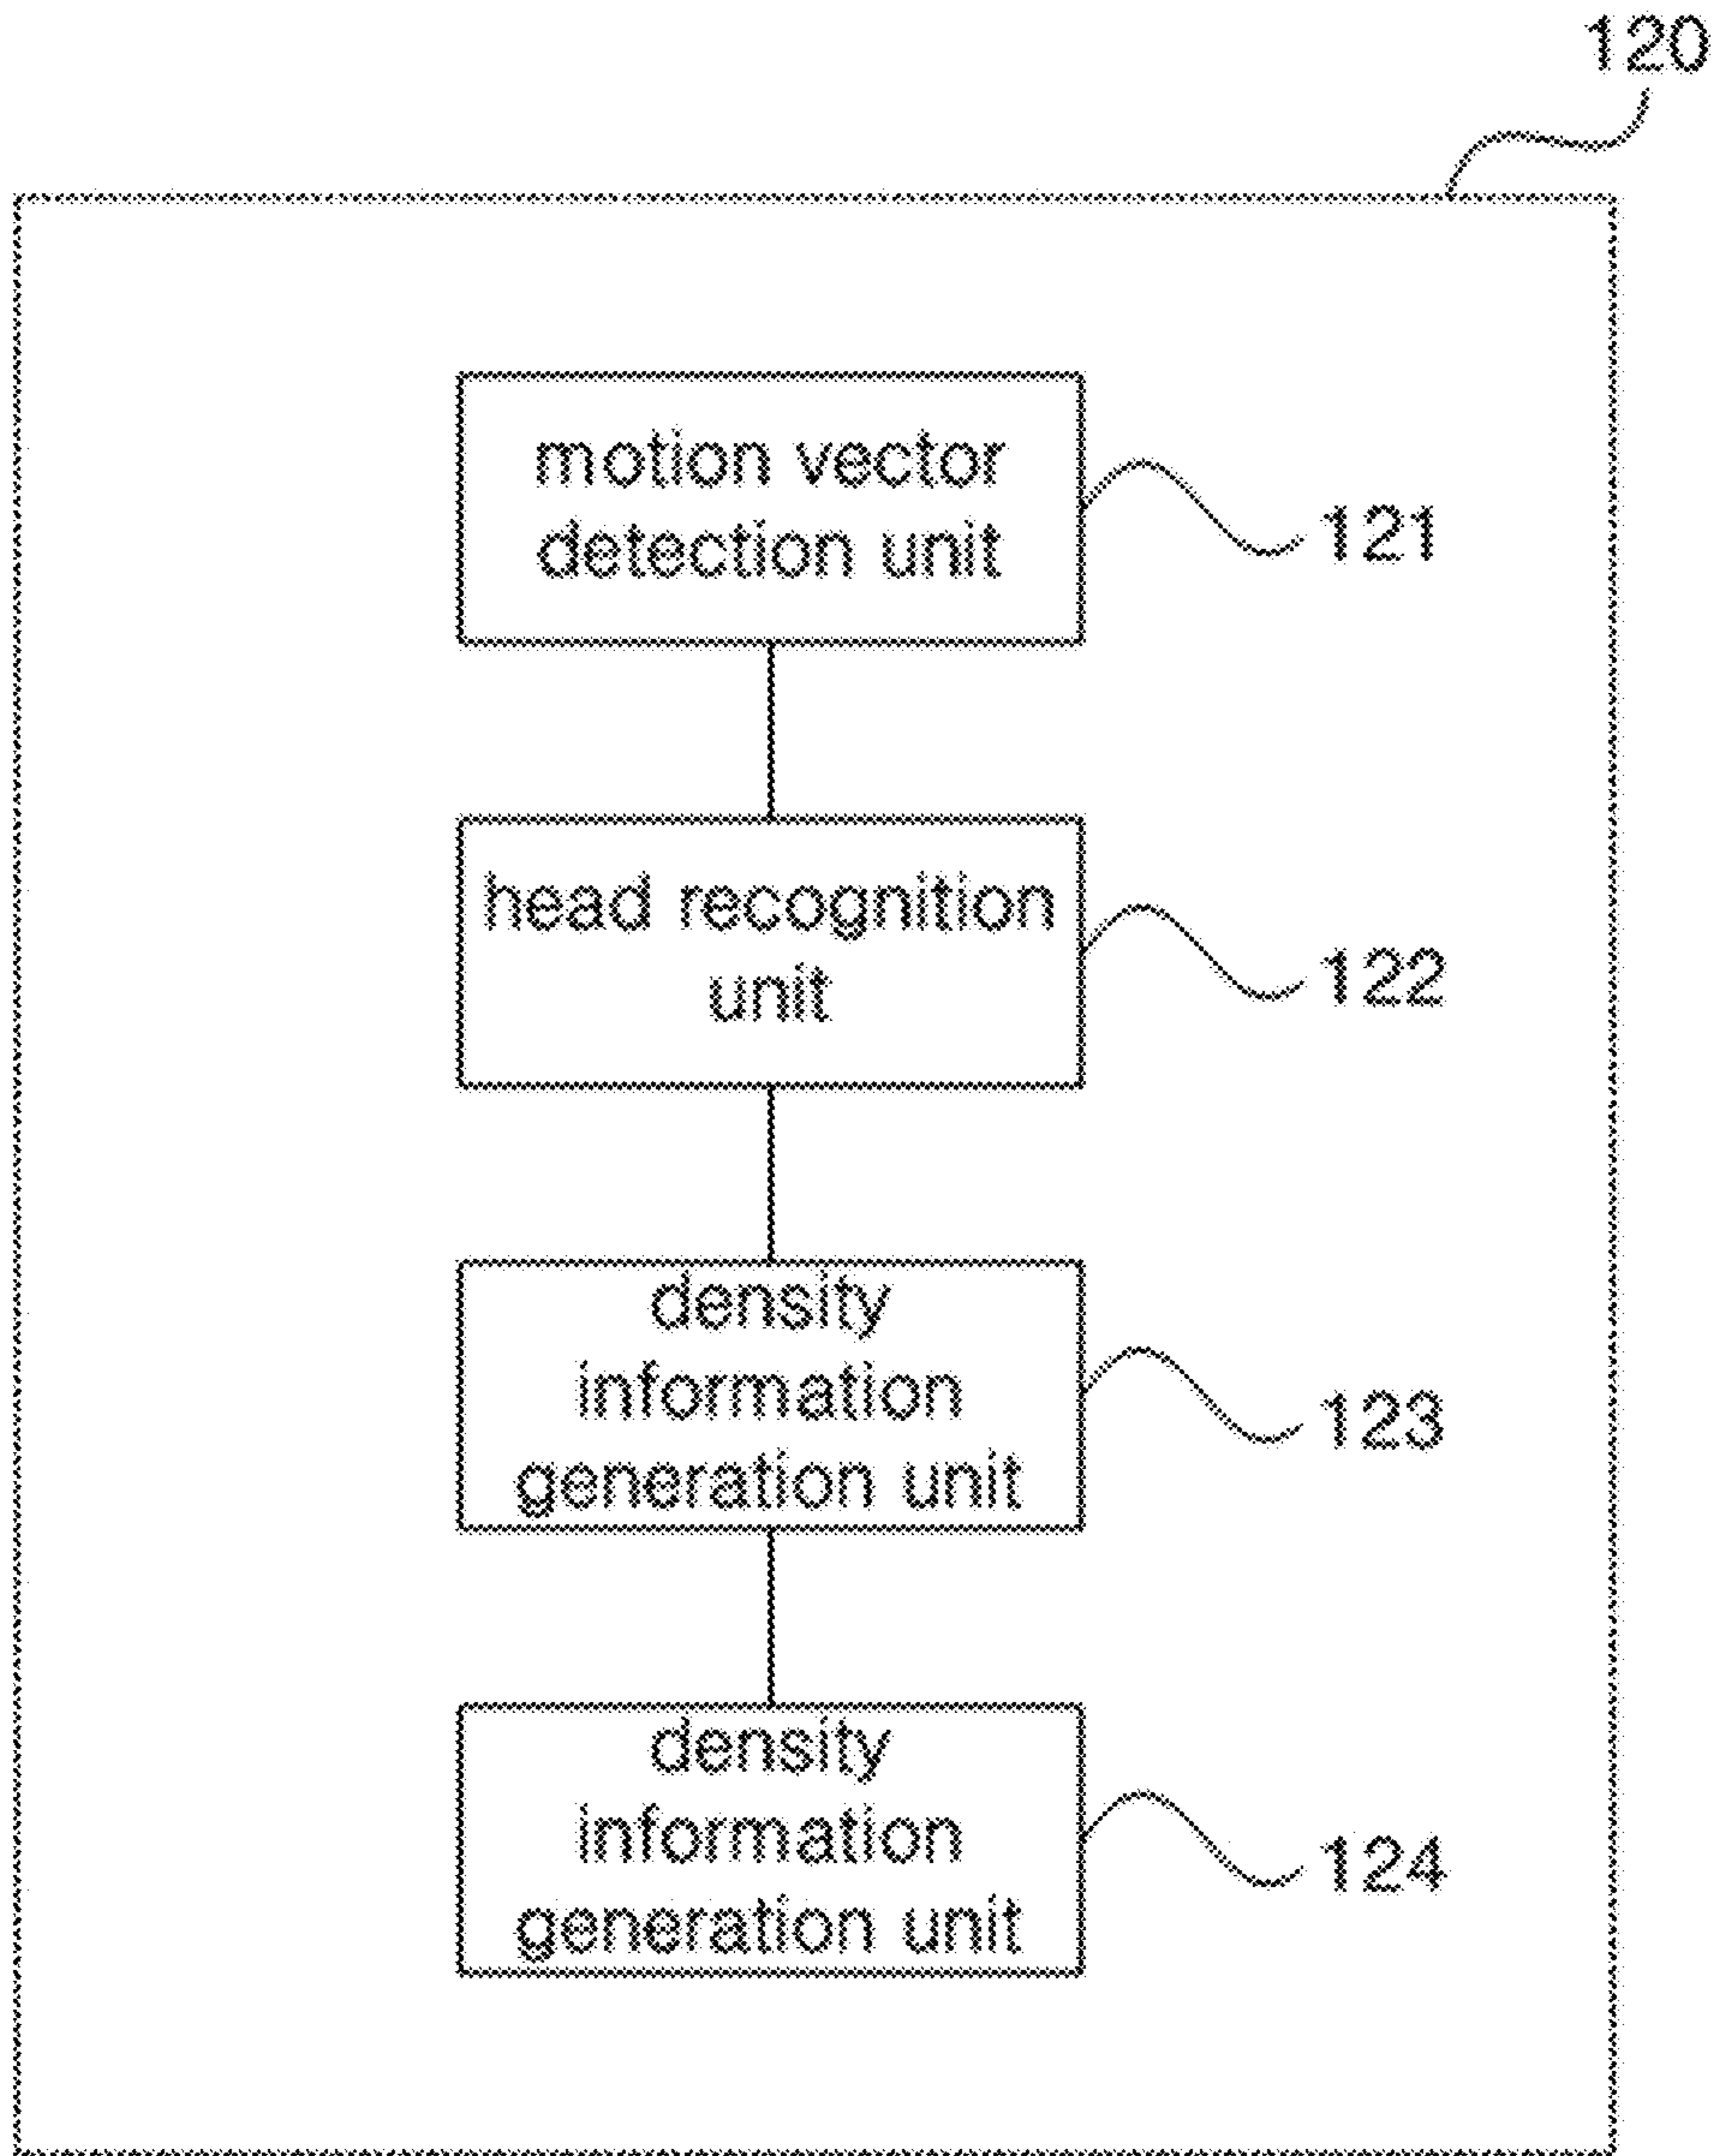 120
motion vector
detection unit
121
head recognition
unit
122
density
information
generation unit
123
density
information
generation unit
124